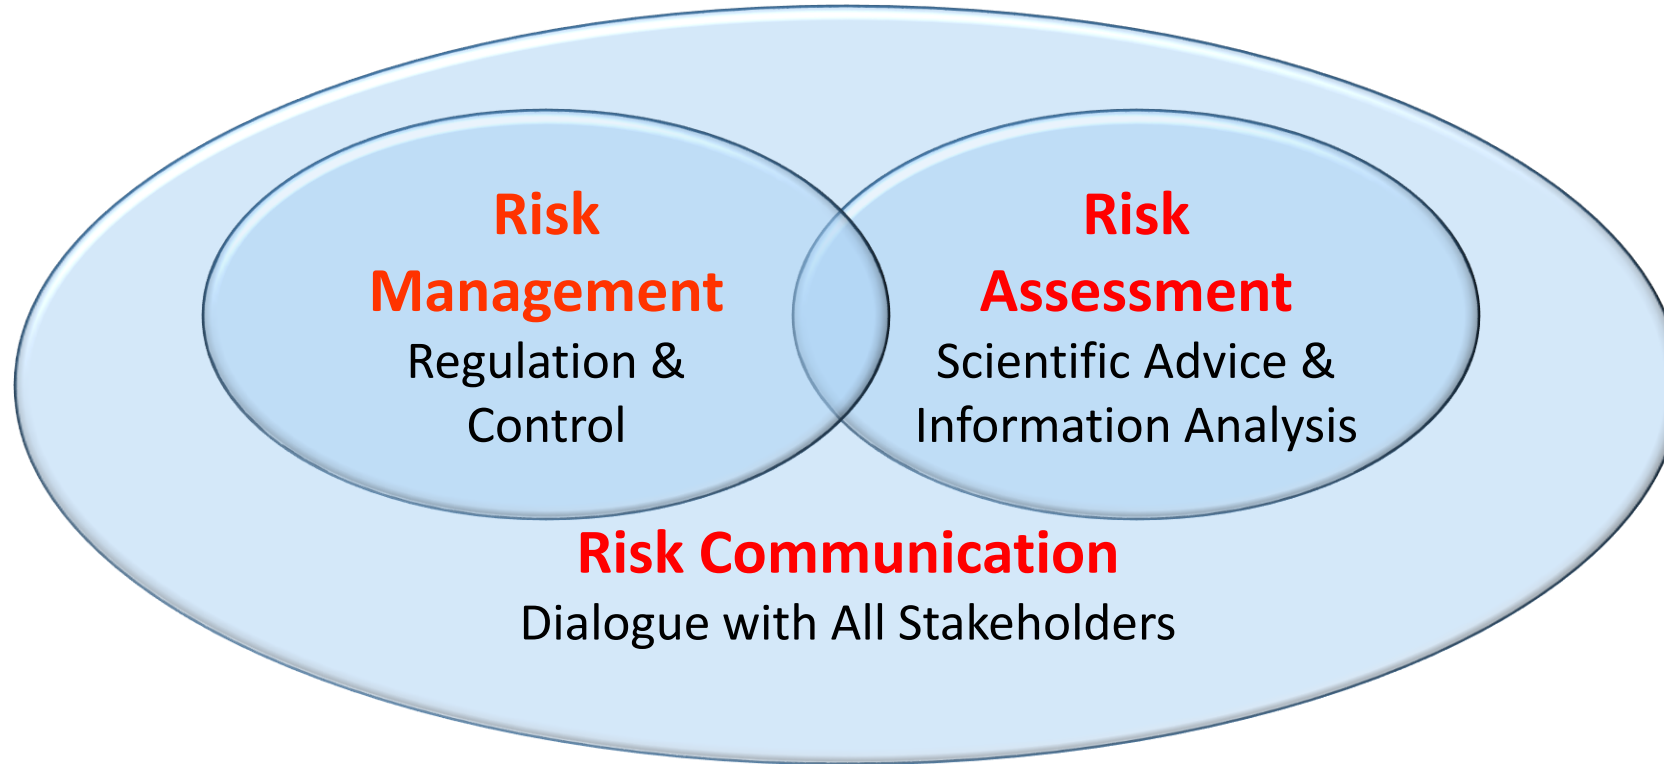 Risk
Management
Regulation &
Control
Risk
Assessment
Scientific Advice &
Information Analysis
Risk Communication
Dialogue with All Stakeholders